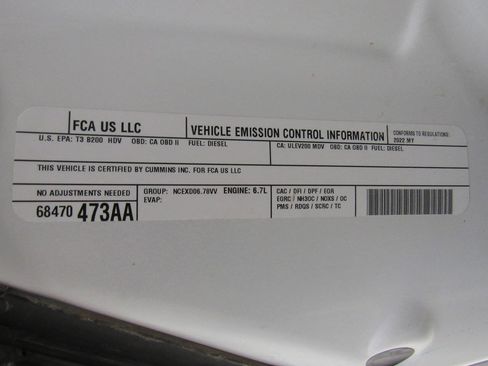 FCA US LLC
VEHICLE EMISSION CONTROL INFORMATION
CONFORMS TO REGULATIONS:
2022 MY
U.S. EPA: T3 B200 HDV OBD: CA OBD II FUEL: DIESEL
CA: ULEV200 MDV OBD: CA OBD II FUEL: DIESEL
THIS VEHICLE IS CERTIFIED BY CUMMINS INC. FOR FCA US LLC
NO ADJUSTMENTS NEEDED
68470 473AA
GROUP: NCEXD06.78VV ENGINE: 6.7L
EVAP:
CAC / DFI / DPF / EGR
EGRC / NH3OC / NOXS / OC
PMS / RDQS / SCRC / TC